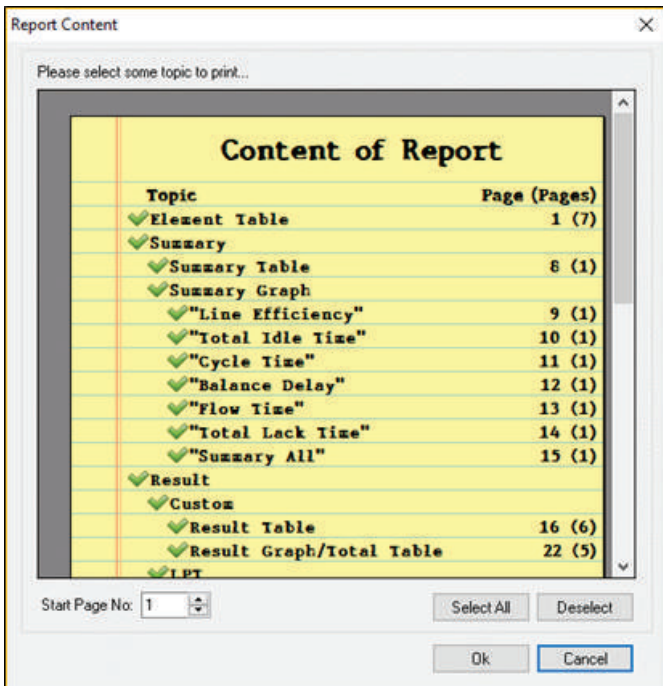 Report Content
Please select some topic to print...
Content of Report
Topic Page (Pages)
Element Table 1 (7)
Summary
Summary Table 8 (1)
Summary Graph
"Line Efficiency" 9 (1)
"Total Idle Time" 10 (1)
"Cycle Time" 11 (1)
"Balance Delay" 12 (1)
"Flow Time" 13 (1)
"Total Lack Time" 14 (1)
"Summary All" 15 (1)
Result
Custom
Result Table 16 (6)
Result Graph/Total Table 22 (5)
LPT
Start Page No: 1
Select All
Deselect
Ok
Cancel